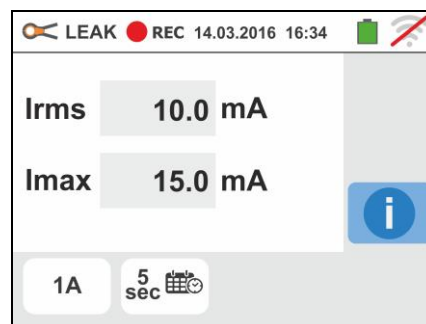 LEAK REC 14.03.2016 16:34
Irms 10.0 mA
Imax 15.0 mA
i
1A 5 sec